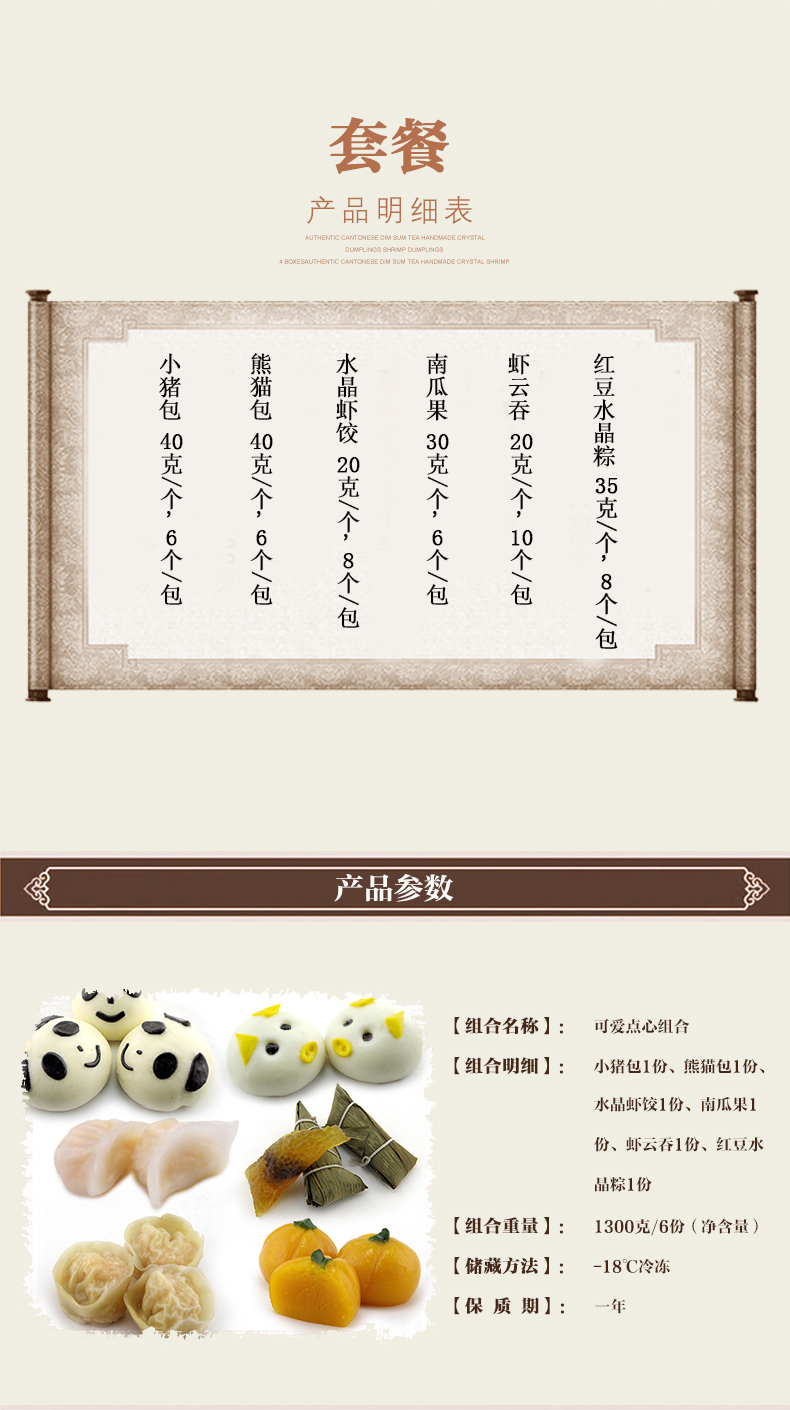 套餐
产品明细表
AUTHENTIC CANTONESE DIM SUM TEA HANDMADE CRYSTAL
DUMPLINGS SHRIMP DUMPLINGS
4 BOXESAUTHENTIC CANTONESE DIM SUM TEA HANDMADE CRYSTAL SHRIMP
小猪包 40克/个,6个/包
熊猫包 40克/个,6个/包
水晶虾饺 20克/个,8个/包
南瓜果 30克/个,6个/包
虾云吞 20克/个,10个/包
红豆水晶粽 35克/个,8个/包
产品参数
【组合名称】: 可爱点心组合
【组合明细】: 小猪包1份、熊猫包1份、
水晶虾饺1份、南瓜果1
份、虾云吞1份、红豆水
晶粽1份
【组合重量】: 1300克/6份(净含量)
【储藏方法】: -18℃冷冻
【保 质 期】: 一年